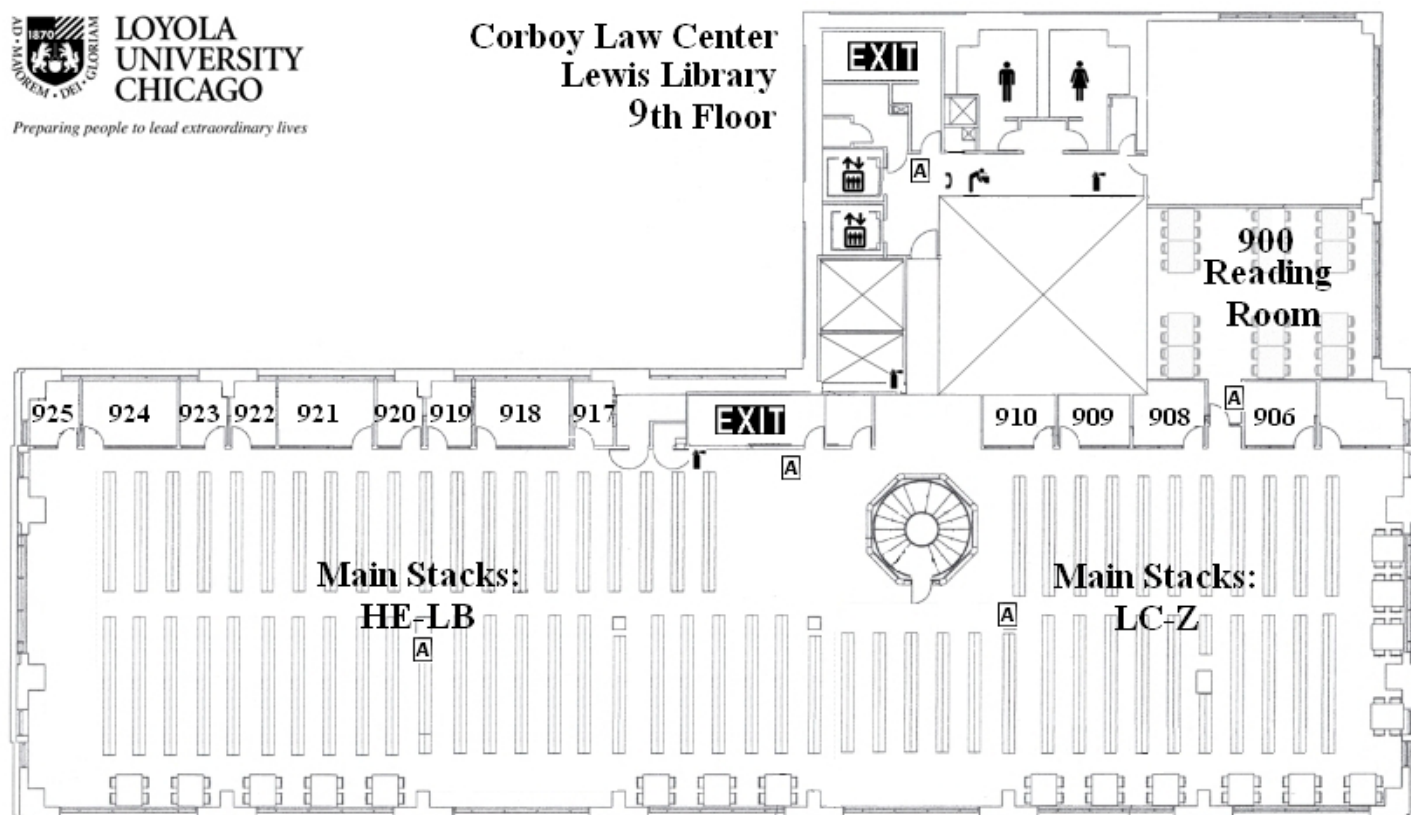 AD • MAJOREM • DEI • GLORIAM
1870
LOYOLA
UNIVERSITY
CHICAGO
Preparing people to lead extraordinary lives
Corboy Law Center
Lewis Library
9th Floor
EXIT
A
900
Reading
Room
925
924
923
922
921
920
919
918
917
EXIT
910
909
908
A
906
A
Main Stacks:
HE-LB
A
Main Stacks:
LC-Z
A